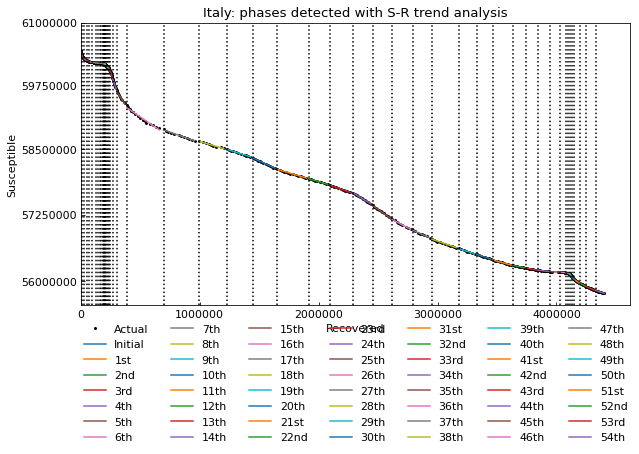 Italy: phases detected with S-R trend analysis
61000000
59750000
58500000
57250000
56000000
Susceptible
0 1000000 2000000 3000000 4000000
Recovered
Actual 7th 15th 23rd 31st 39th 47th
Initial 8th 16th 24th 32nd 40th 48th
1st 9th 17th 25th 33rd 41st 49th
2nd 10th 18th 26th 34th 42nd 50th
3rd 11th 19th 27th 35th 43rd 51st
4th 12th 20th 28th 36th 44th 52nd
5th 13th 21st 29th 37th 45th 53rd
6th 14th 22nd 30th 38th 46th 54th